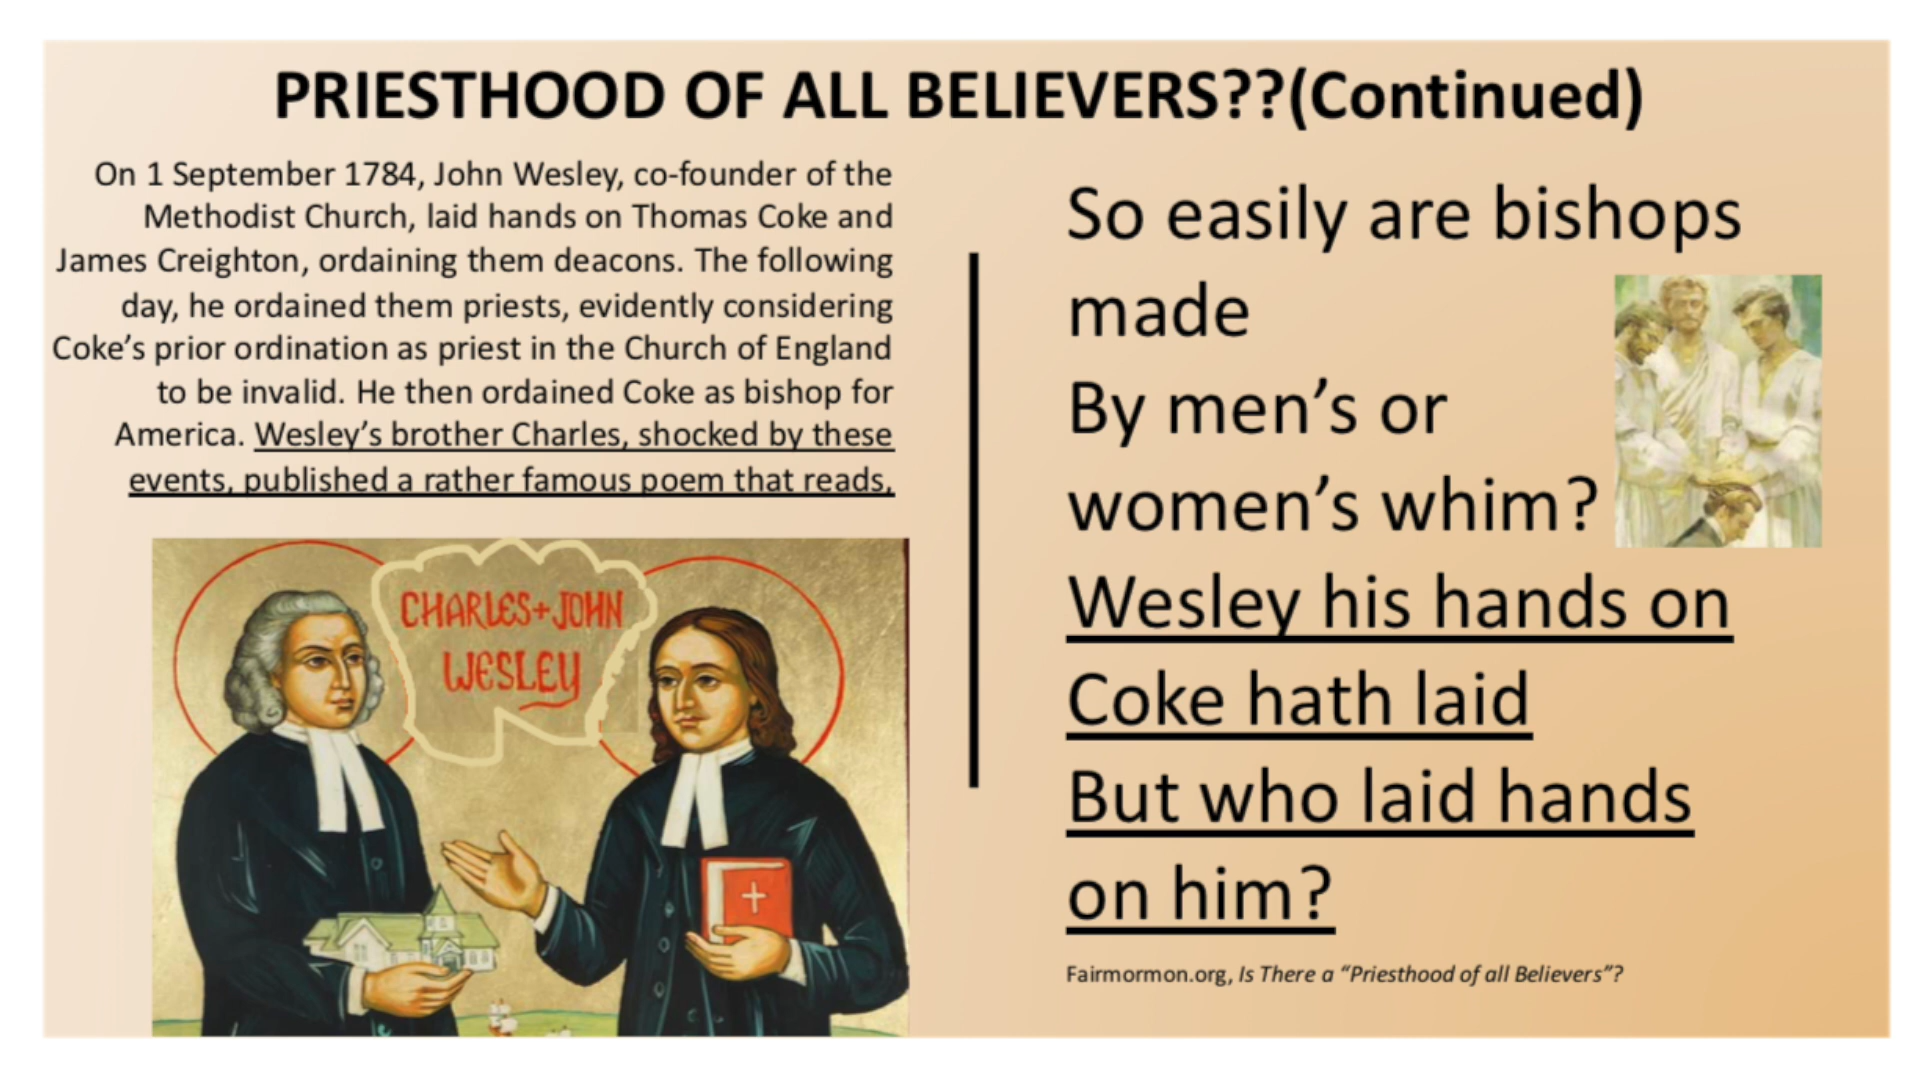 PRIESTHOOD OF ALL BELIEVERS??(Continued)
On 1 September 1784, John Wesley, co-founder of the
Methodist Church, laid hands on Thomas Coke and
James Creighton, ordaining them deacons. The following
day, he ordained them priests, evidently considering
Coke’s prior ordination as priest in the Church of England
to be invalid. He then ordained Coke as bishop for
America. Wesley’s brother Charles, shocked by these
events, published a rather famous poem that reads,
CHARLES+JOHN
WESLEY
So easily are bishops
made
By men’s or
women’s whim?
Wesley his hands on
Coke hath laid
But who laid hands
on him?
Fairmormon.org, Is There a “Priesthood of all Believers”?